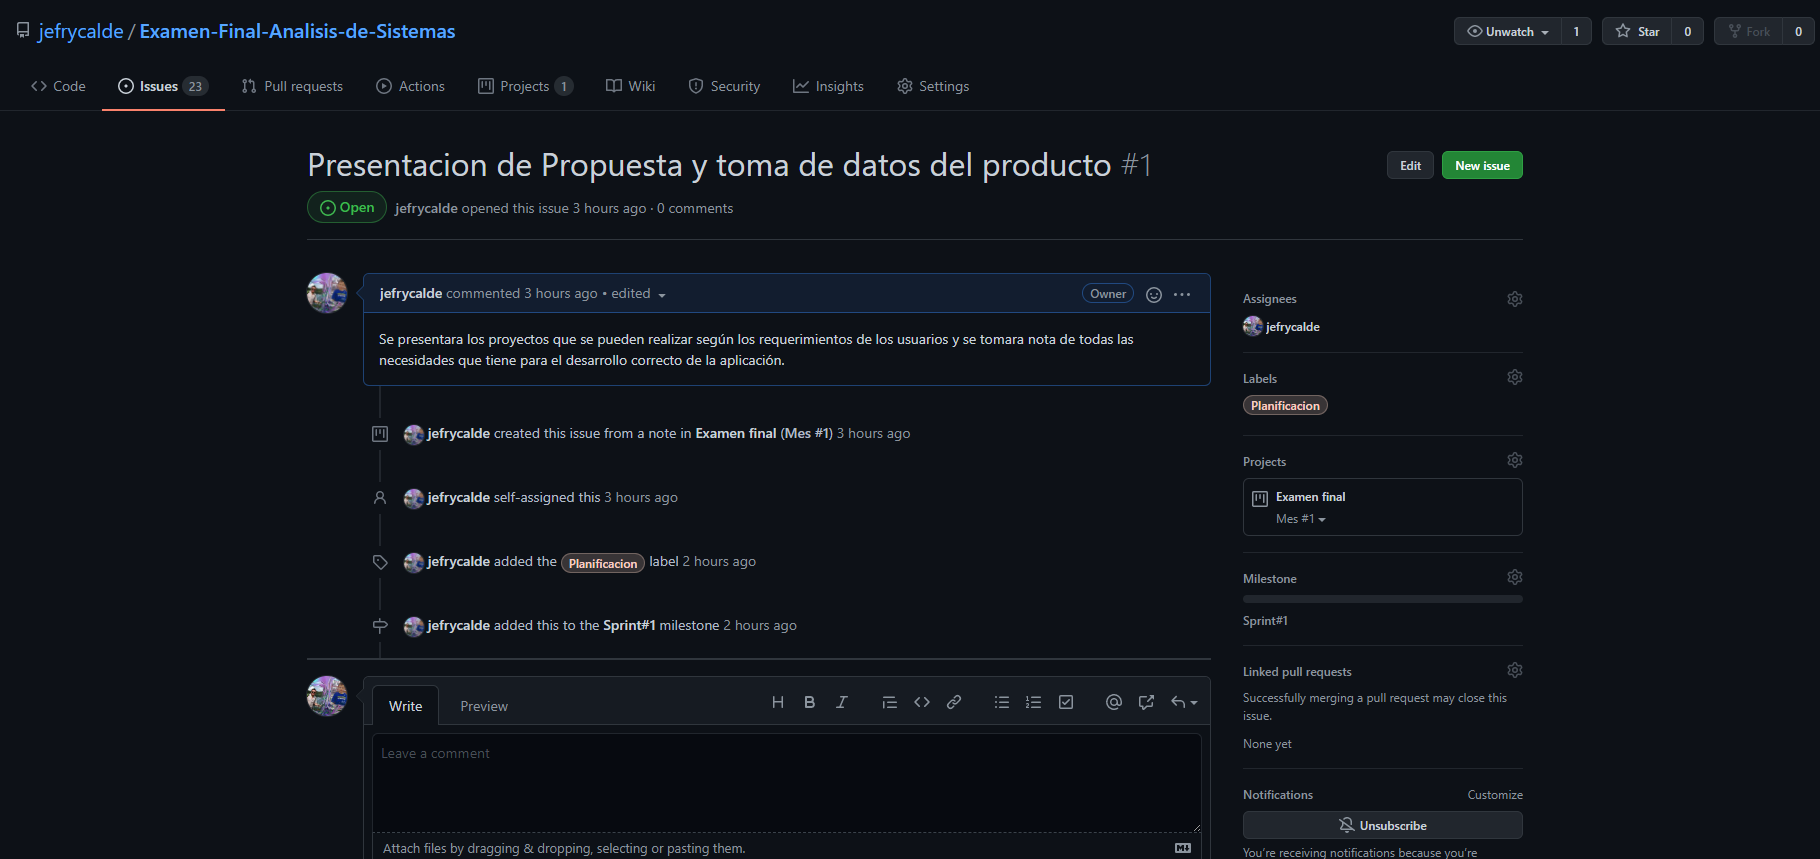 jefrycalde / Examen-Final-Analisis-de-Sistemas
Unwatch 1 Star 0 Fork 0
Code Issues 23 Pull requests Actions Projects 1 Wiki Security Insights Settings
Presentacion de Propuesta y toma de datos del producto #1
Edit New issue
Open jefrycalde opened this issue 3 hours ago · 0 comments
jefrycalde commented 3 hours ago • edited
Owner
Se presentara los proyectos que se pueden realizar según los requerimientos de los usuarios y se tomara nota de todas las
necesidades que tiene para el desarrollo correcto de la aplicación.
jefrycalde created this issue from a note in Examen final (Mes #1) 3 hours ago
jefrycalde self-assigned this 3 hours ago
jefrycalde added the Planificacion label 2 hours ago
jefrycalde added this to the Sprint#1 milestone 2 hours ago
Write Preview
H B I
Leave a comment
Attach files by dragging & dropping, selecting or pasting them.
Assignees
jefrycalde
Labels
Planificacion
Projects
Examen final
Mes #1
Milestone
Sprint#1
Linked pull requests
Successfully merging a pull request may close this
issue.
None yet
Notifications Customize
Unsubscribe
You're receiving notifications because you're